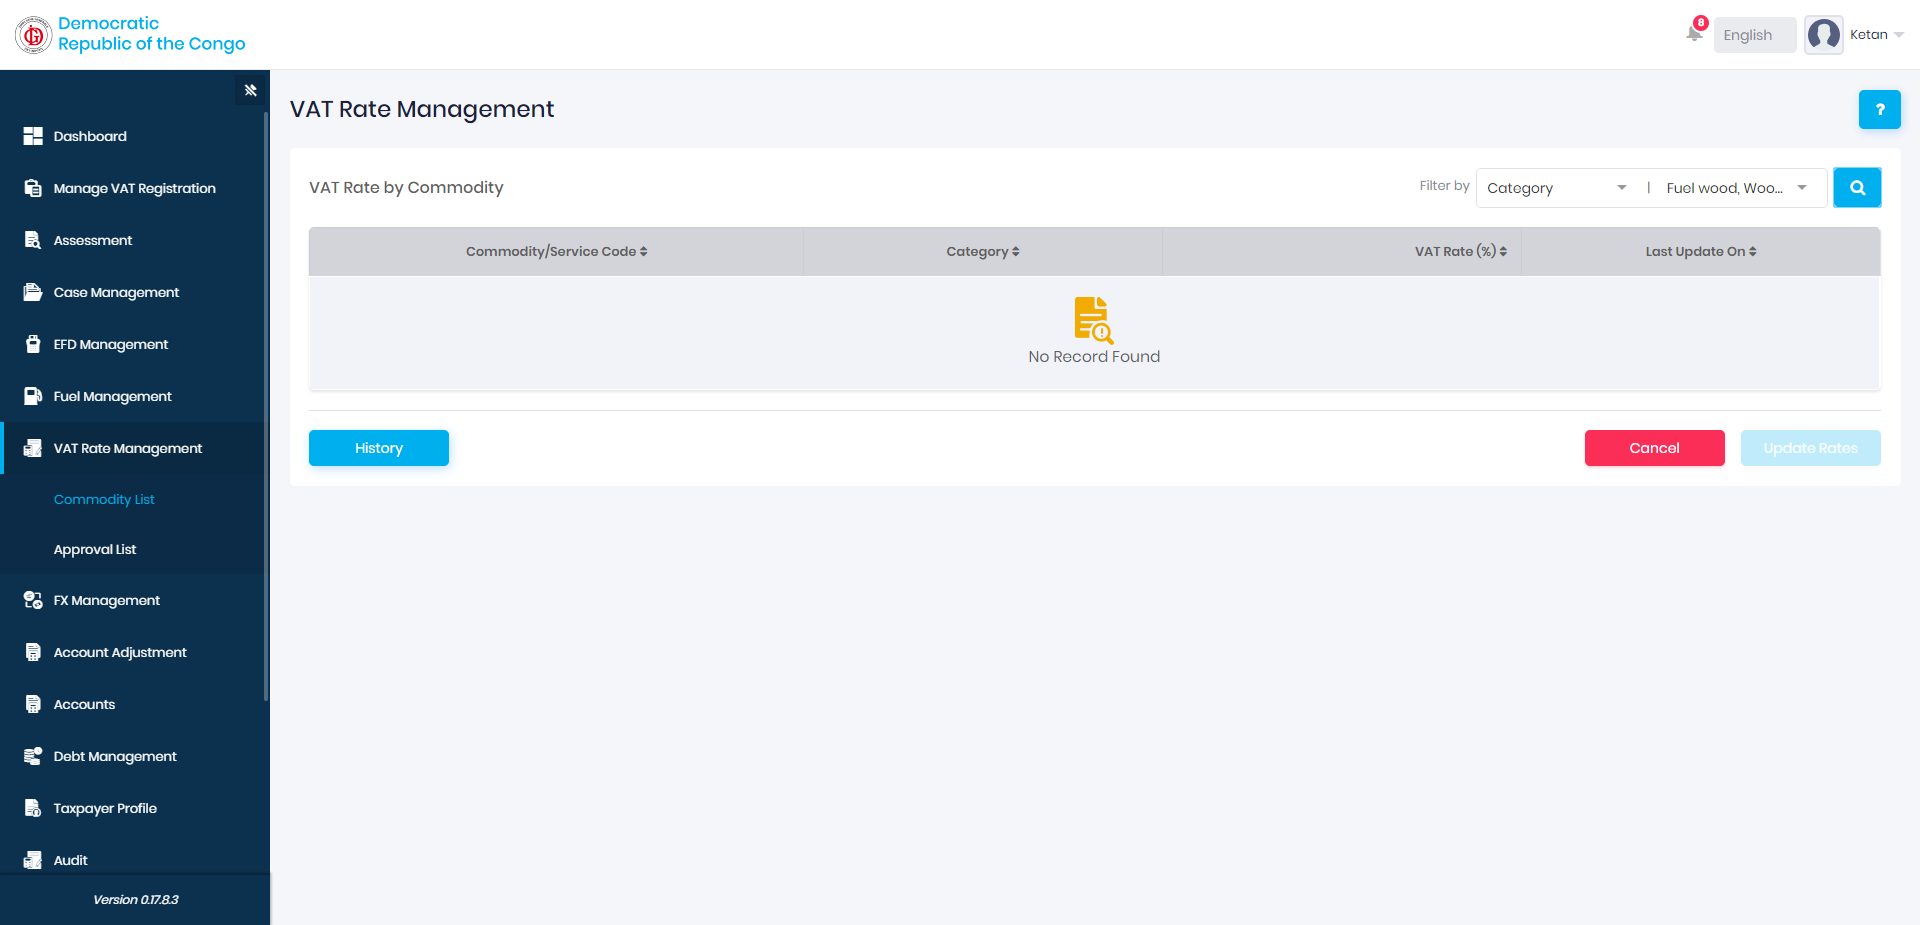 Democratic
Republic of the Congo
8
English
Ketan
Dashboard
Manage VAT Registration
Assessment
Case Management
EFD Management
Fuel Management
VAT Rate Management
Commodity List
Approval List
FX Management
Account Adjustment
Accounts
Debt Management
Taxpayer Profile
Audit
Version 0.17.8.3
VAT Rate Management
?
VAT Rate by Commodity
Filter by
Category
|
Fuel wood, Woo...
Commodity/Service Code
Category
VAT Rate (%)
Last Update On
No Record Found
History
Cancel
Update Rates